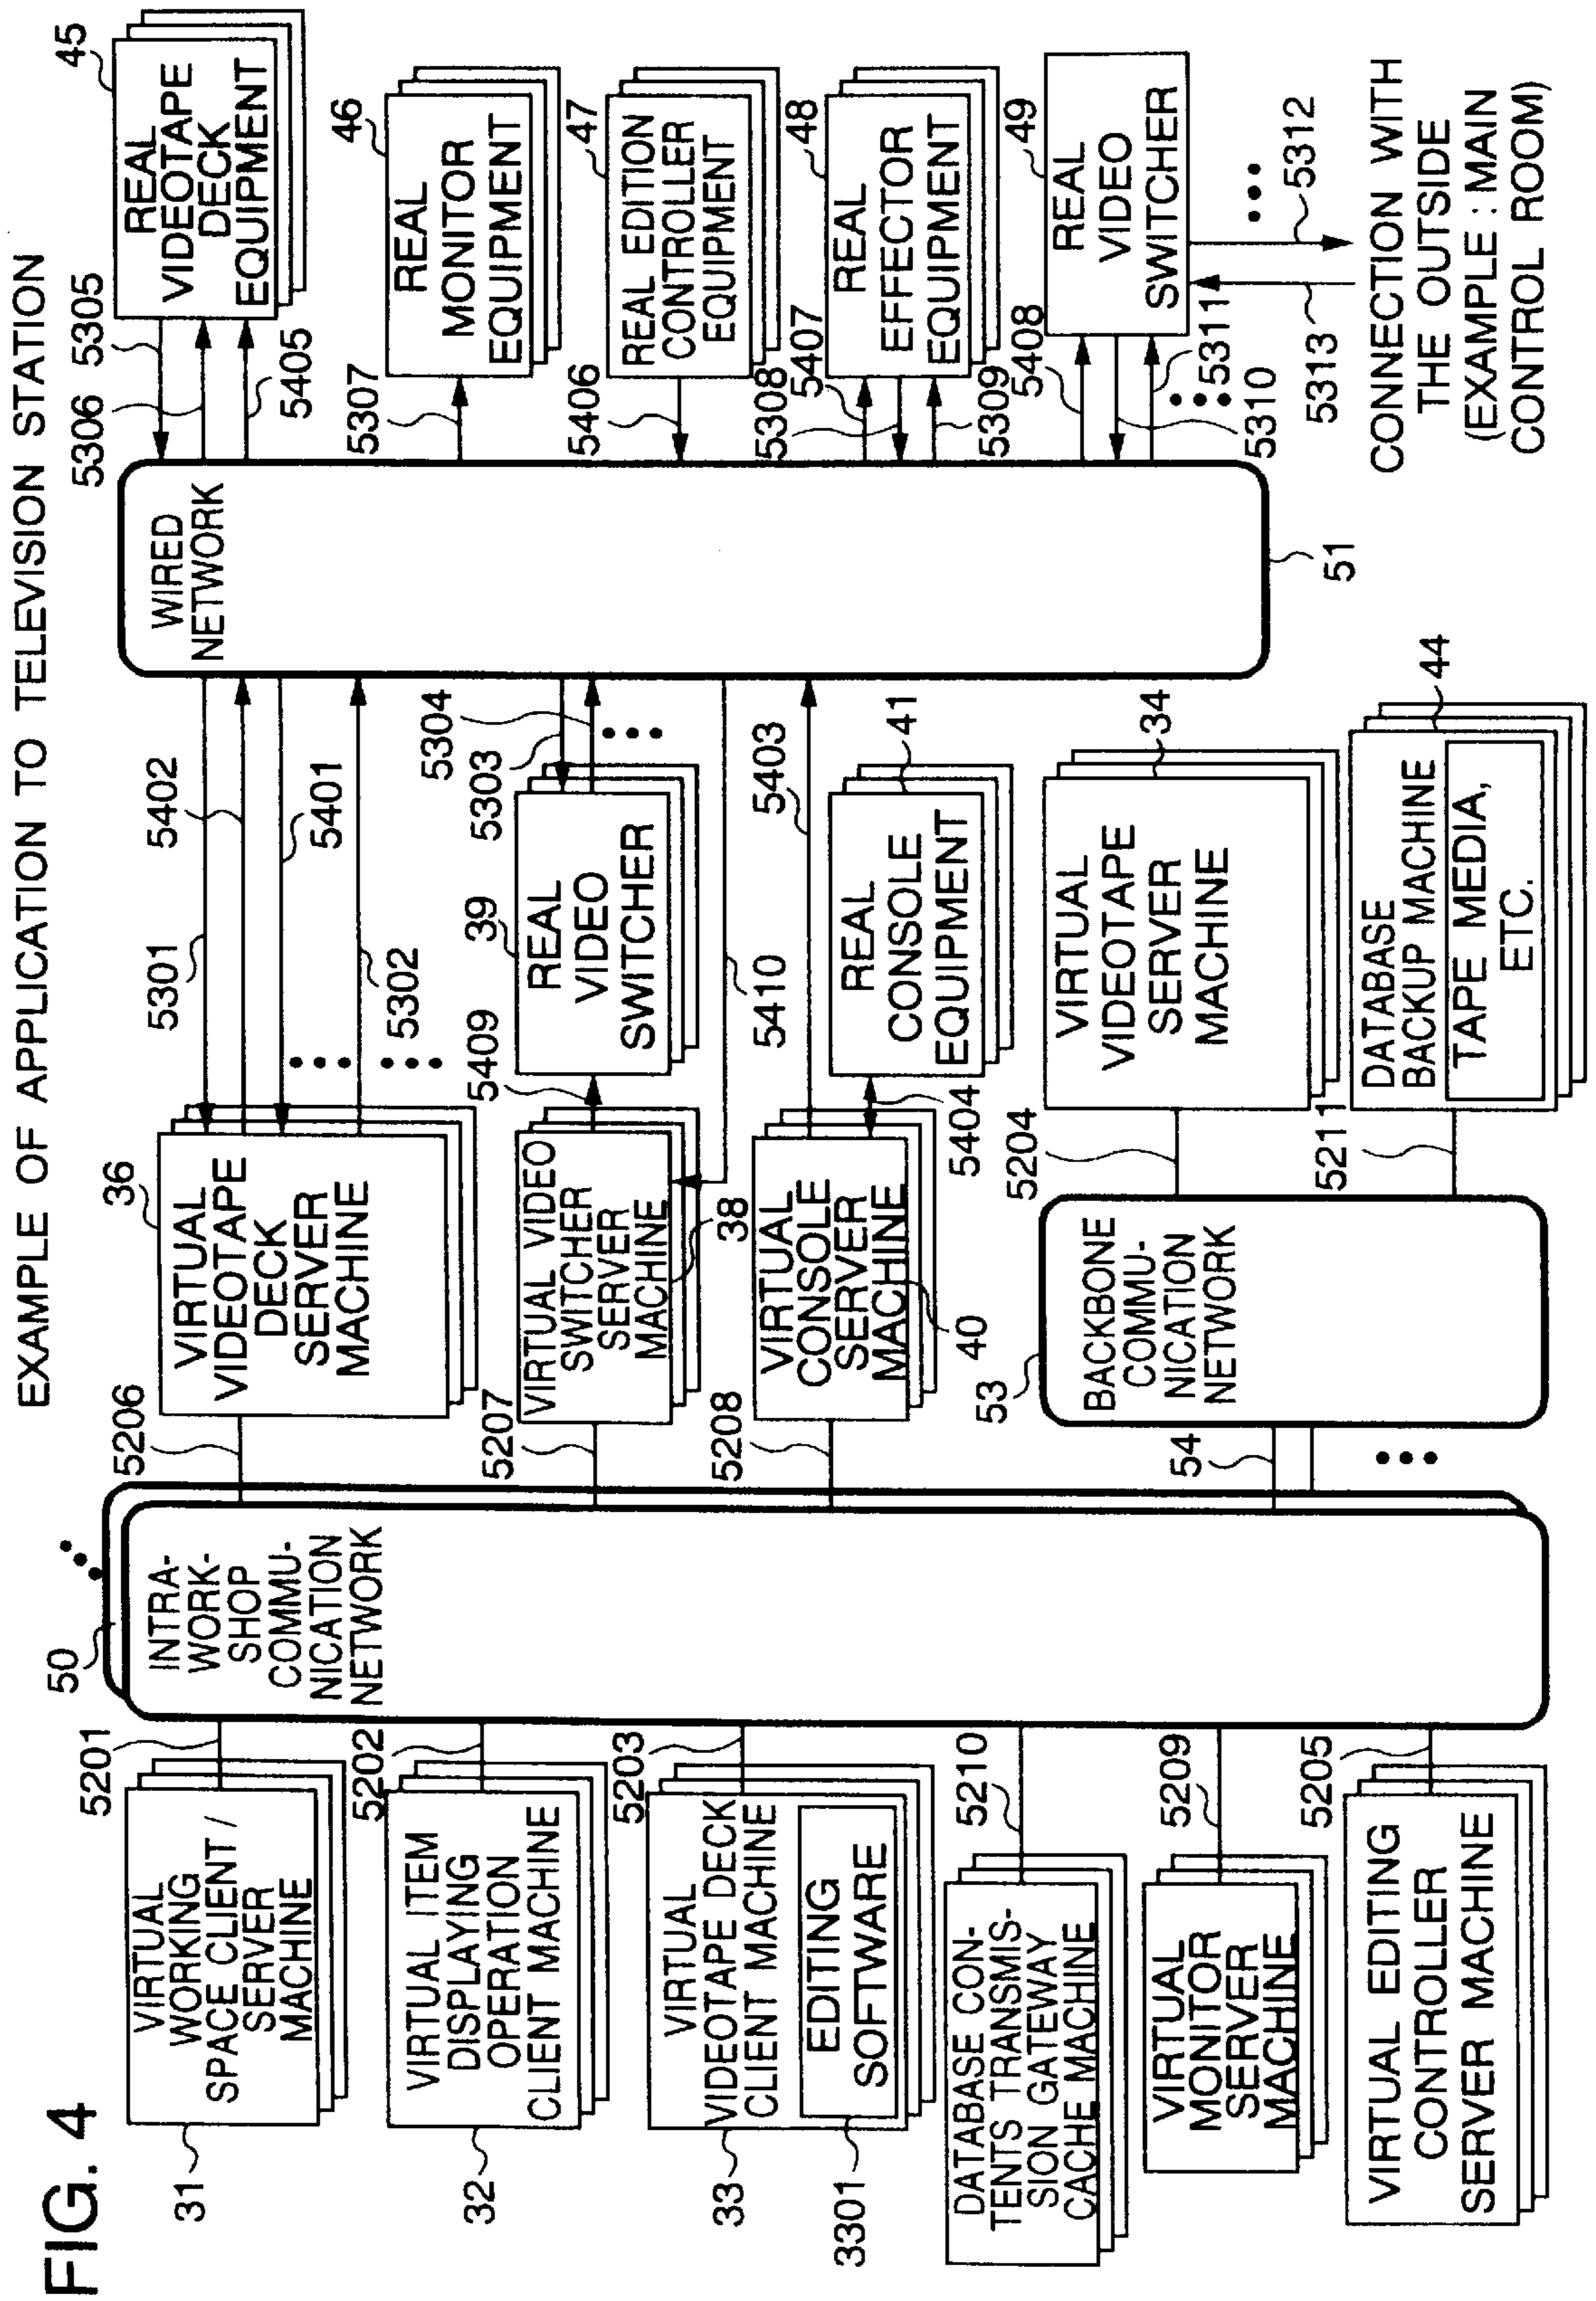 FIG. 4
EXAMPLE OF APPLICATION TO TELEVISION STATION
31
VIRTUAL
WORKING
SPACE CLIENT /
SERVER
MACHINE
5201
32
VIRTUAL ITEM
DISPLAYING
OPERATION
CLIENT MACHINE
5202
33
VIRTUAL
VIDEOTAPE DECK
CLIENT MACHINE
EDITING
SOFTWARE
3301
5203
DATABASE CON-
TENTS TRANSMIS-
SION GATEWAY
CACHE MACHINE
5210
VIRTUAL
MONITOR
SERVER
MACHINE
5209
VIRTUAL EDITING
CONTROLLER
SERVER MACHINE
5205
50
INTRA-
WORK-
SHOP
COMMU-
NICATION
NETWORK
5206
36
VIRTUAL
VIDEOTAPE
DECK
SERVER
MACHINE
5301
5402
5401
5302
5207
VIRTUAL VIDEO
SWITCHER
SERVER
MACHINE
38
5409
39
REAL
VIDEO
SWITCHER
5303
5304
5410
5208
VIRTUAL
CONSOLE
SERVER
MACHINE
40
5404
5403
REAL
CONSOLE
EQUIPMENT
41
54
53
BACKBONE
COMMU-
NICATION
NETWORK
5204
VIRTUAL
VIDEOTAPE
SERVER
MACHINE
34
5211
DATABASE
BACKUP MACHINE
TAPE MEDIA,
ETC.
44
WIRED
NETWORK
51
5306
5305
5405
45
REAL
VIDEOTAPE
DECK
EQUIPMENT
5307
46
REAL
MONITOR
EQUIPMENT
5406
47
REAL EDITION
CONTROLLER
EQUIPMENT
5308
5407
5309
48
REAL
EFFECTOR
EQUIPMENT
5408
5310
5311
49
REAL
VIDEO
SWITCHER
5313
5312
CONNECTION WITH
THE OUTSIDE
(EXAMPLE : MAIN
CONTROL ROOM)